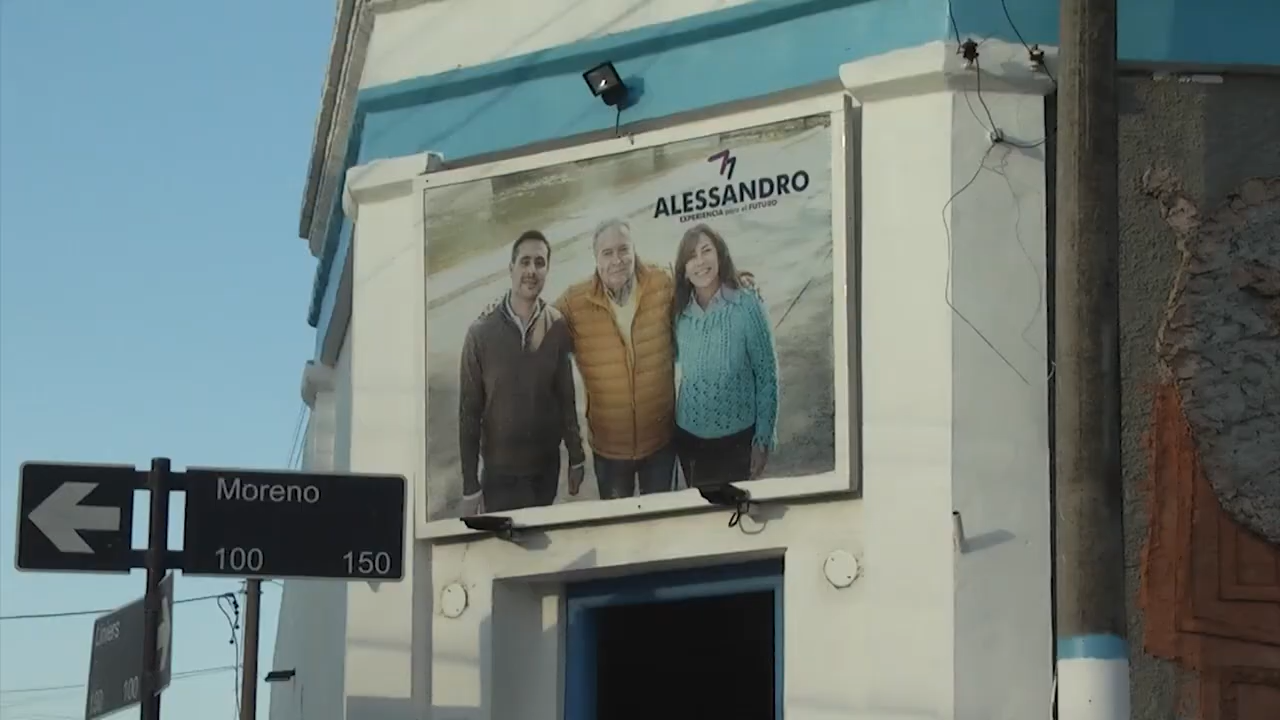 ALESSANDRO
EXPERIENCIA para el FUTURO
Moreno
100 150
Liniers
100